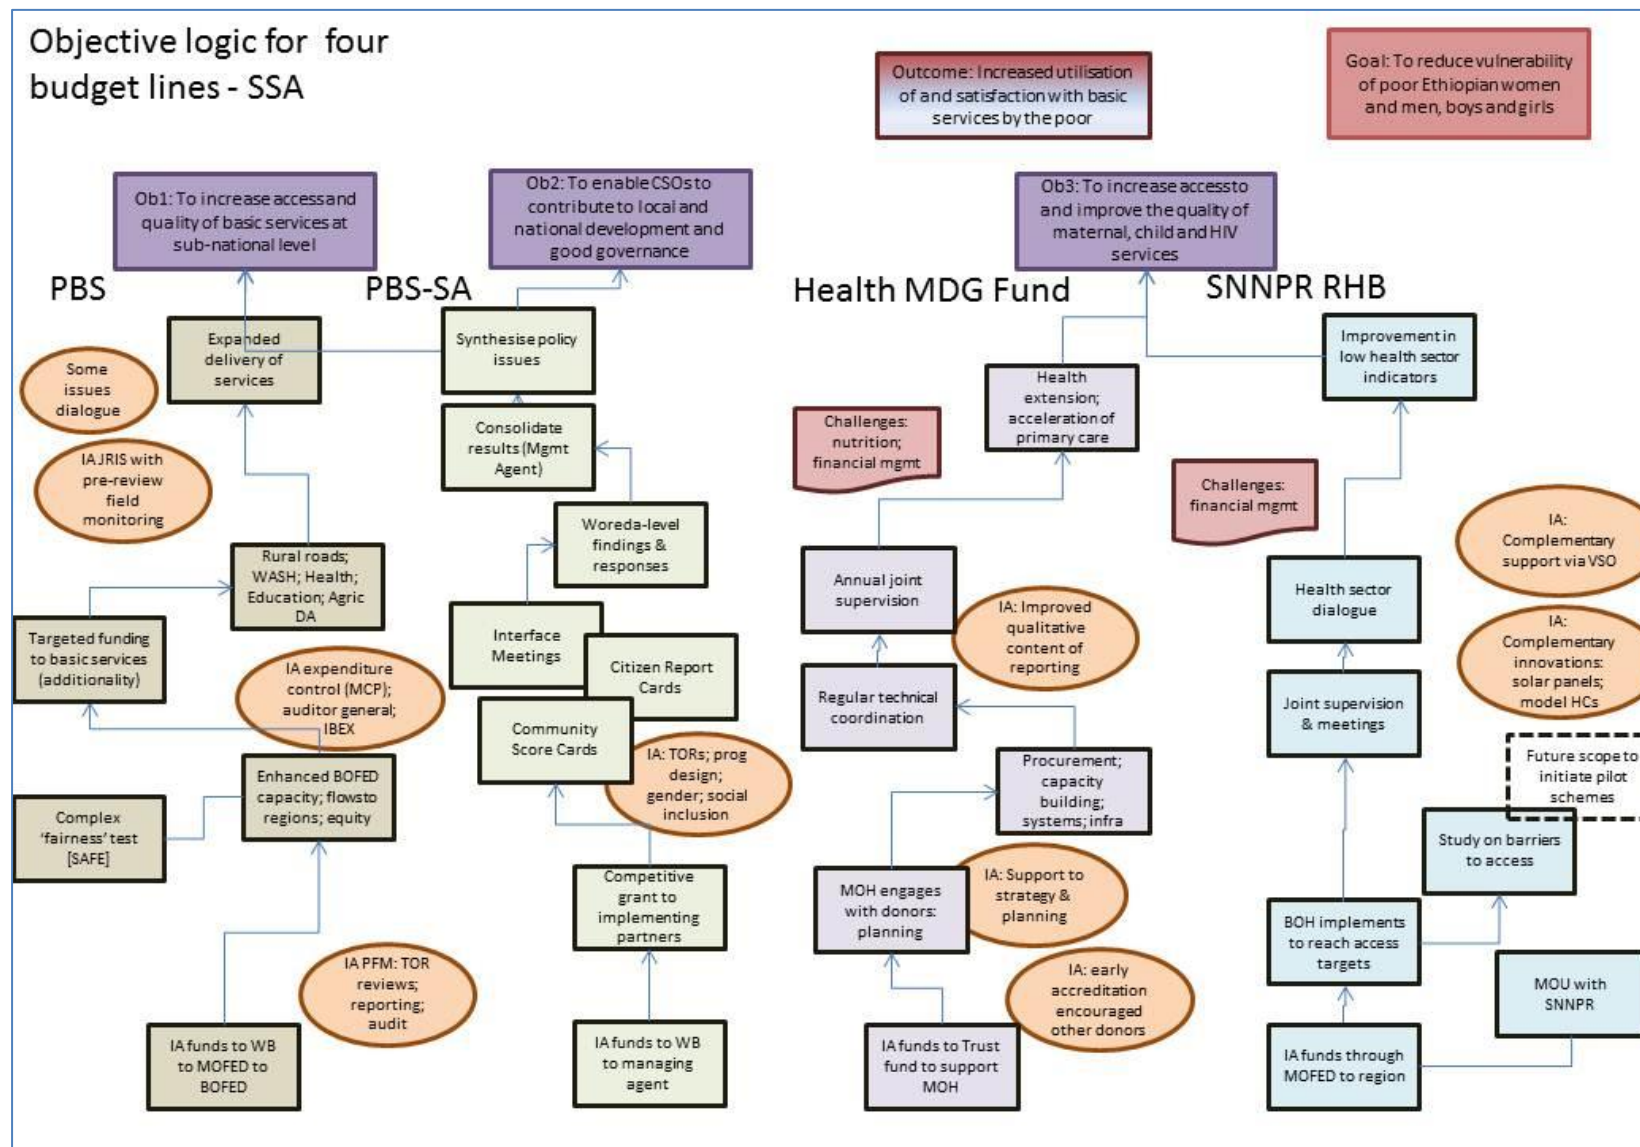 Objective logic for four
budget lines - SSA
Outcome: Increased utilisation
of and satisfaction with basic
services by the poor
Goal: To reduce vulnerability
of poor Ethiopian women
and men, boys and girls
Ob1: To increase access and
quality of basic services at
sub-national level
Ob2: To enable CSOs to
contribute to local and
national development and
good governance
Ob3: To increase access to
and improve the quality of
maternal, child and HIV
services
PBS
PBS-SA
Health MDG Fund
SNNPR RHB
Expanded
delivery of
services
Some
issues
dialogue
IA JRIS with
pre-review
field
monitoring
Rural roads;
WASH; Health;
Education; Agric
DA
Targeted funding
to basic services
(additionality)
IA expenditure
control (MCP);
auditor general;
IBEX
Enhanced BOFED
capacity; flows to
regions; equity
Complex
'fairness' test
[SAFE]
IA PFM: TOR
reviews;
reporting;
audit
IA funds to WB
to MOFED to
BOFED
Synthesise policy
issues
Consolidate
results (Mgmt
Agent)
Woreda-level
findings &
responses
Interface
Meetings
Citizen Report
Cards
Community
Score Cards
IA: TORs; prog
design;
gender; social
inclusion
Competitive
grant to
implementing
partners
IA funds to WB
to managing
agent
Health
extension;
acceleration of
primary care
Challenges:
nutrition;
financial mgmt
Annual joint
supervision
IA: Improved
qualitative
content of
reporting
Regular technical
coordination
Procurement;
capacity
building;
systems; infra
MOH engages
with donors:
planning
IA: Support to
strategy &
planning
IA: early
accreditation
encouraged
other donors
IA funds to Trust
fund to support
MOH
Improvement in
low health sector
indicators
Challenges:
financial mgmt
IA:
Complementary
support via VSO
Health sector
dialogue
IA:
Complementary
innovations:
solar panels;
model HCs
Joint supervision
& meetings
Future scope to
initiate pilot
schemes
Study on barriers
to access
BOH implements
to reach access
targets
MOU with
SNNPR
IA funds through
MOFED to region